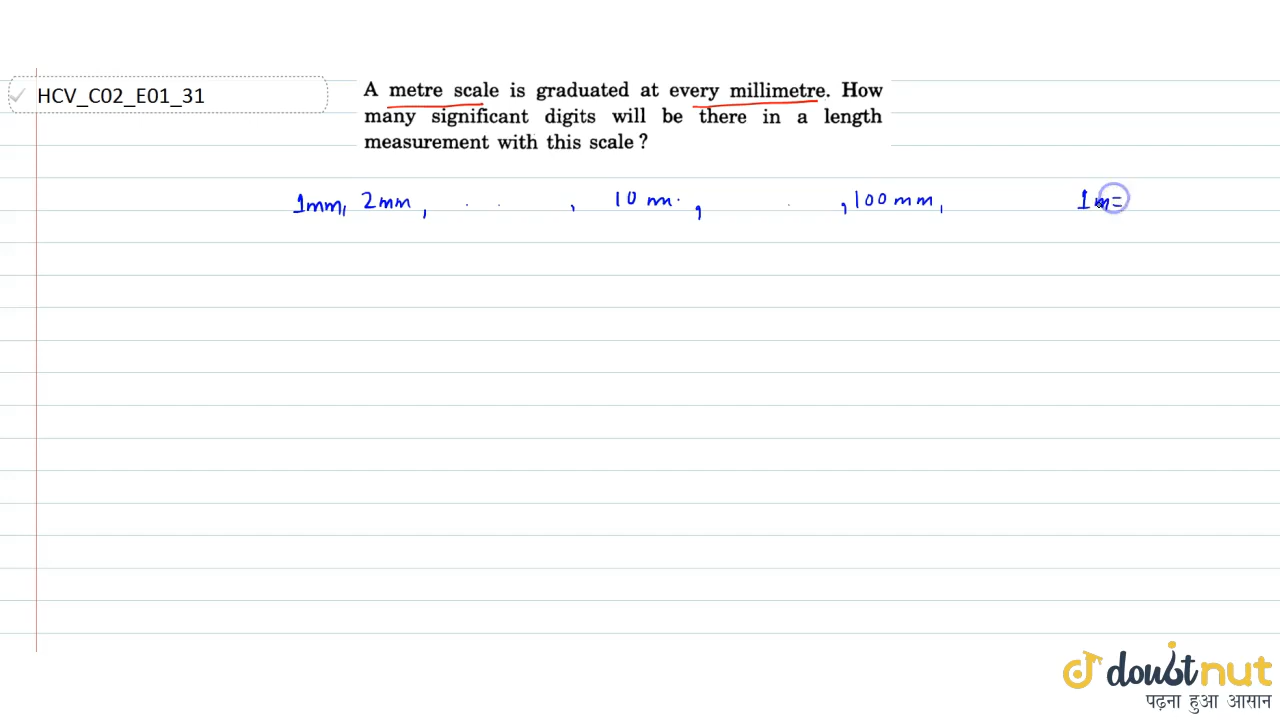 HCV_C02_E01_31
A metre scale is graduated at every millimetre. How
many significant digits will be there in a length
measurement with this scale ?
1mm, 2mm, . . , 10 m. , . , 100 mm, 1m=
doubtnut
पढ़ना हुआ आसान